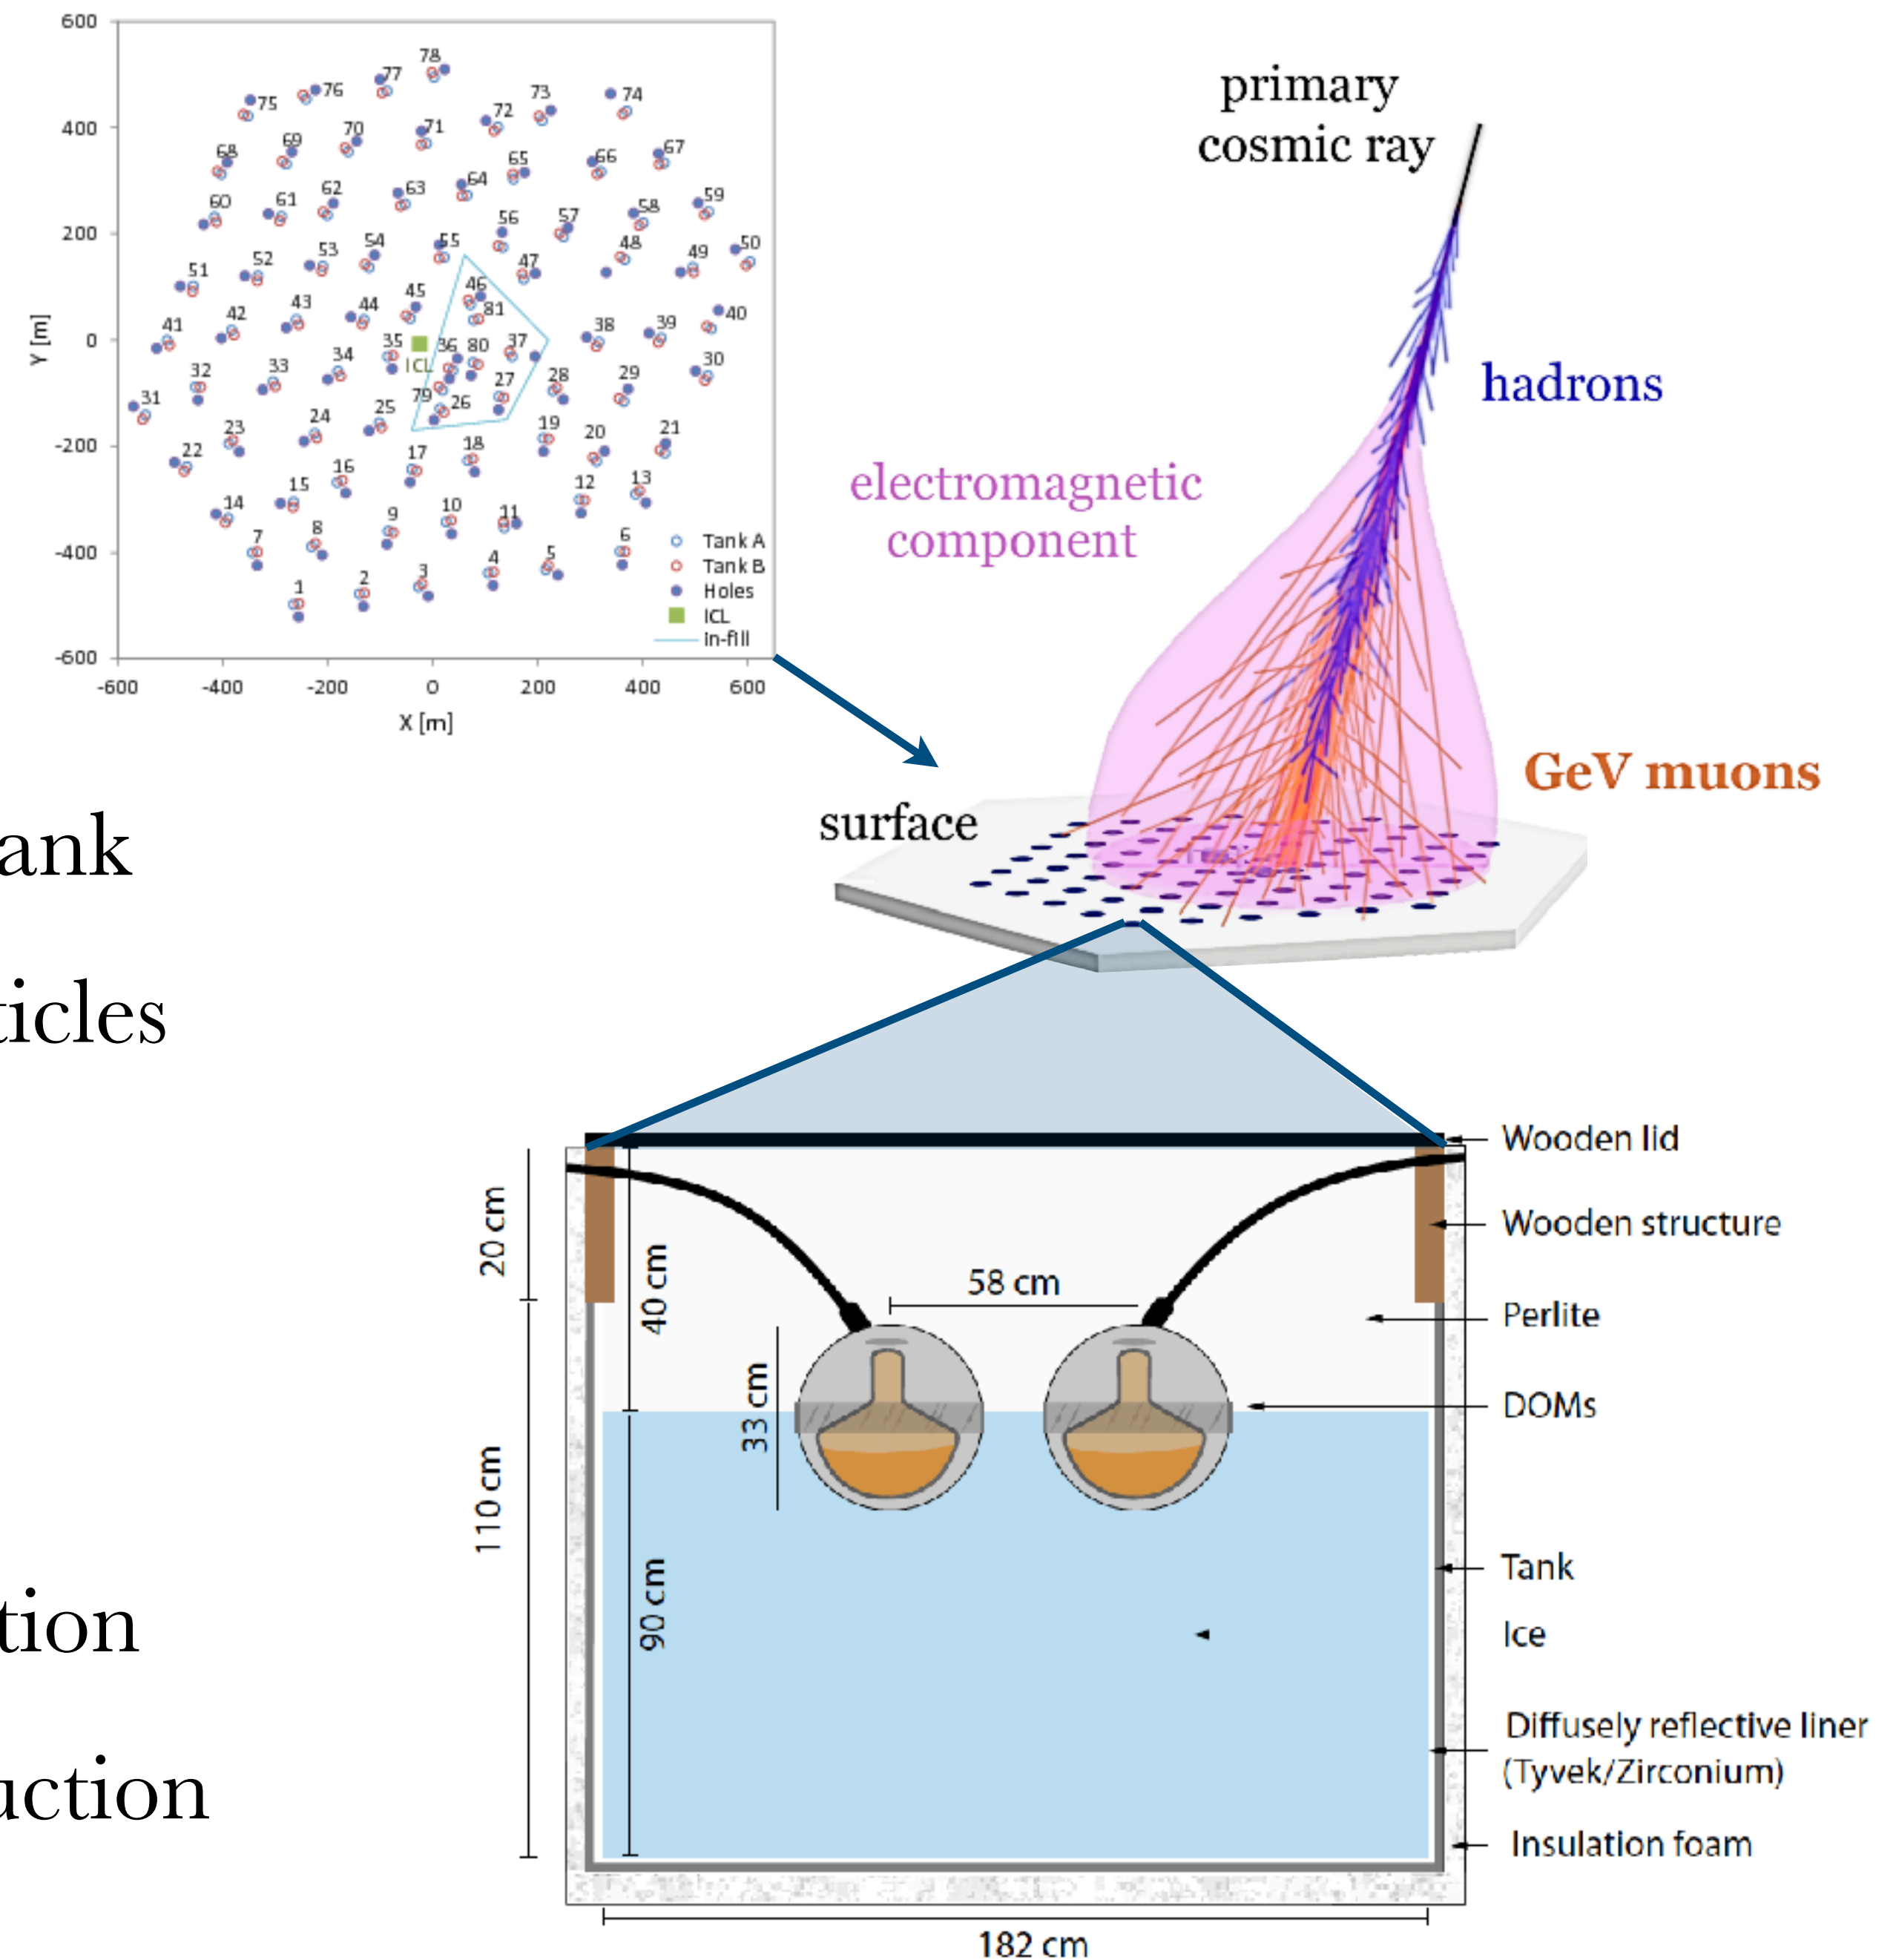 600
400
200
0
-200
-400
-600
-600 -400 -200 0 200 400 600
Y [m]
X [m]
78
77
76
75
74
73
72
71
70
69
68
67
66
65
64
63
62
61
60
59
58
57
56
55
54
53
52
51
50
49
48
47
46
81
45
44
43
42
41
40
39
38
37
80
36
35
ICL
34
33
32
31
30
29
28
27
79
26
25
24
23
22
21
20
19
18
17
16
15
14
13
12
11
10
9
8
7
6
5
4
3
2
1
Tank A
Tank B
Holes
ICL
in-fill
primary
cosmic ray
hadrons
electromagnetic
component
GeV muons
surface
ank
ticles
tion
uction
Wooden lid
Wooden structure
Perlite
DOMs
Tank
Ice
Diffusely reflective liner
(Tyvek/Zirconium)
Insulation foam
20 cm
40 cm
58 cm
33 cm
110 cm
90 cm
182 cm